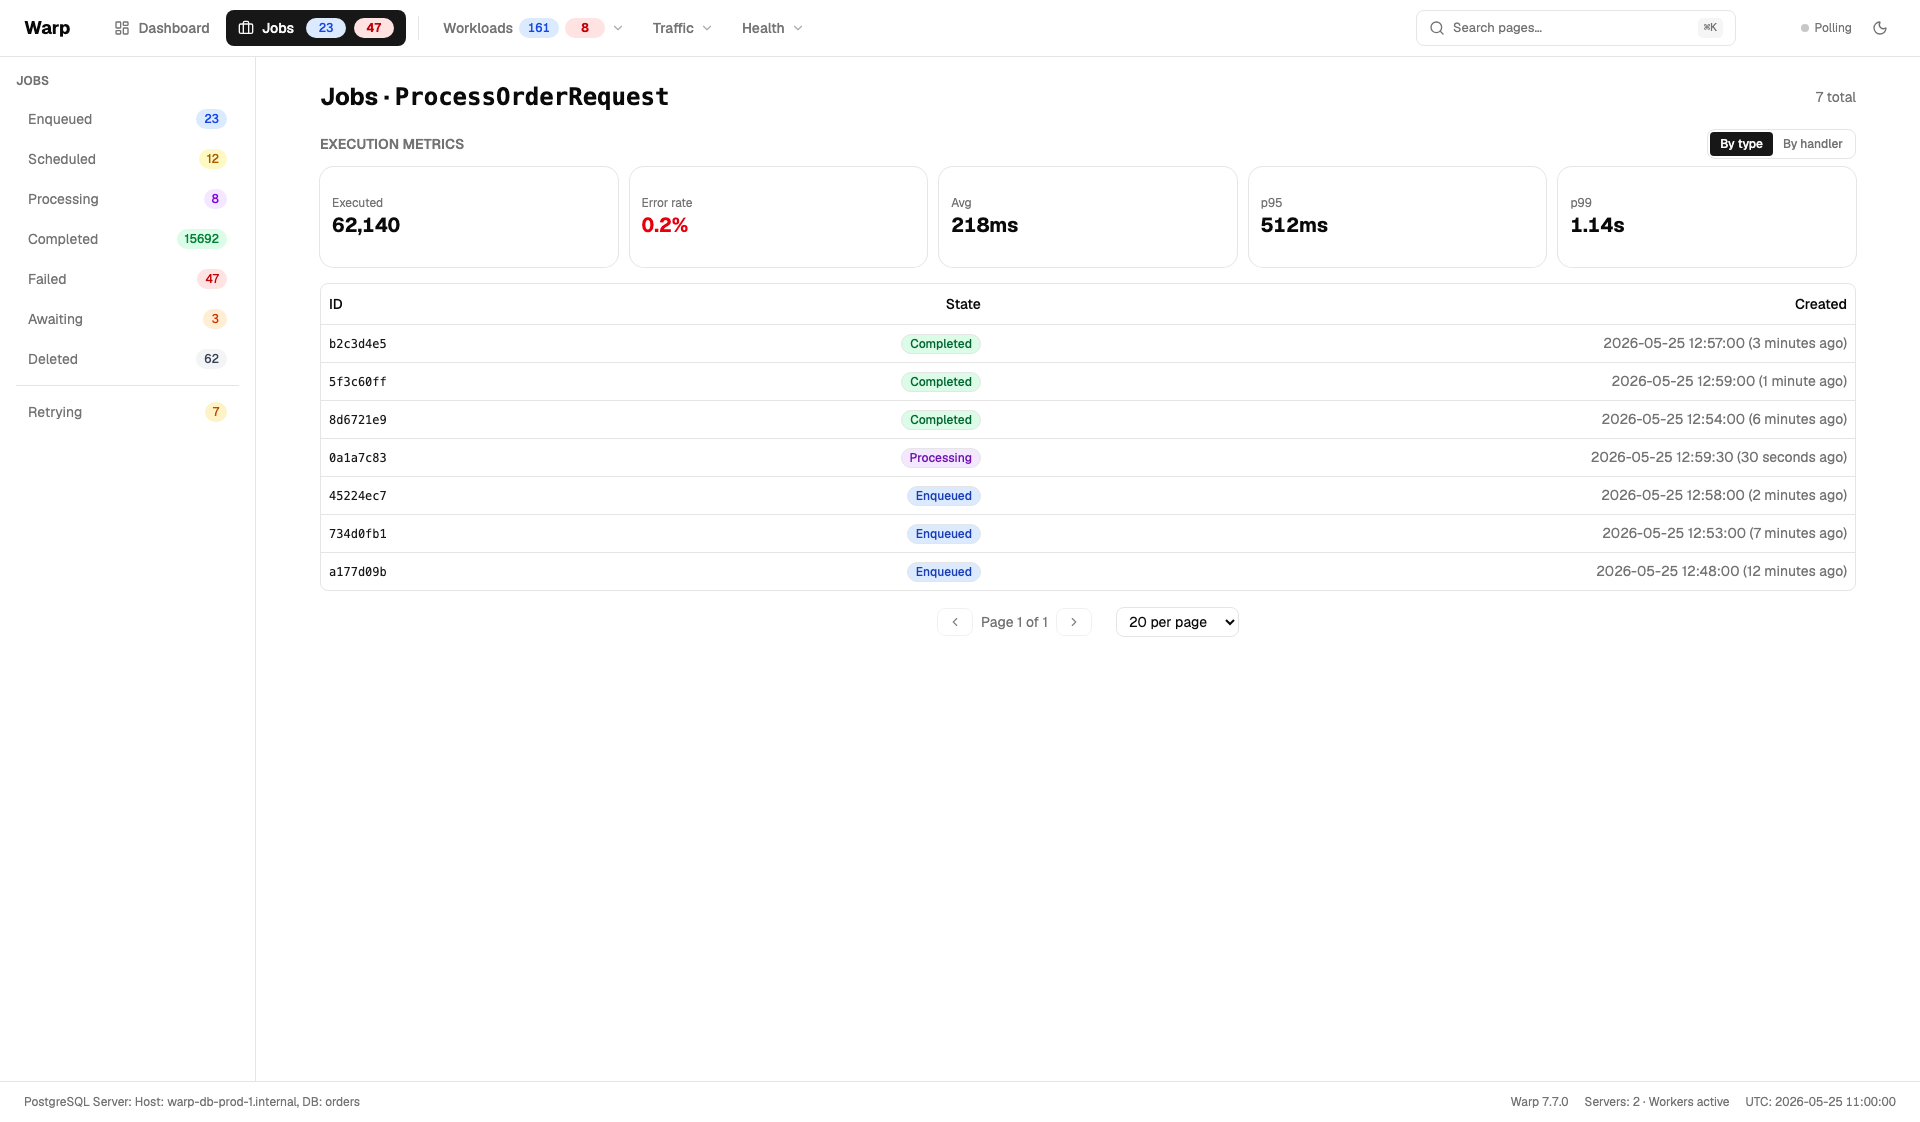 Warp
Dashboard
Jobs 23 47
Workloads 161 8
Traffic
Health
Search pages... ⌘K
Polling
JOBS
Enqueued 23
Scheduled 12
Processing 8
Completed 15692
Failed 47
Awaiting 3
Deleted 62
Retrying 7
Jobs · ProcessOrderRequest
7 total
EXECUTION METRICS
By type By handler
Executed
62,140
Error rate
0.2%
Avg
218ms
p95
512ms
p99
1.14s
ID State Created
b2c3d4e5 Completed 2026-05-25 12:57:00 (3 minutes ago)
5f3c60ff Completed 2026-05-25 12:59:00 (1 minute ago)
8d6721e9 Completed 2026-05-25 12:54:00 (6 minutes ago)
0a1a7c83 Processing 2026-05-25 12:59:30 (30 seconds ago)
45224ec7 Enqueued 2026-05-25 12:58:00 (2 minutes ago)
734d0fb1 Enqueued 2026-05-25 12:53:00 (7 minutes ago)
a177d09b Enqueued 2026-05-25 12:48:00 (12 minutes ago)
Page 1 of 1
20 per page
PostgreSQL Server: Host: warp-db-prod-1.internal, DB: orders
Warp 7.7.0 Servers: 2 · Workers active UTC: 2026-05-25 11:00:00